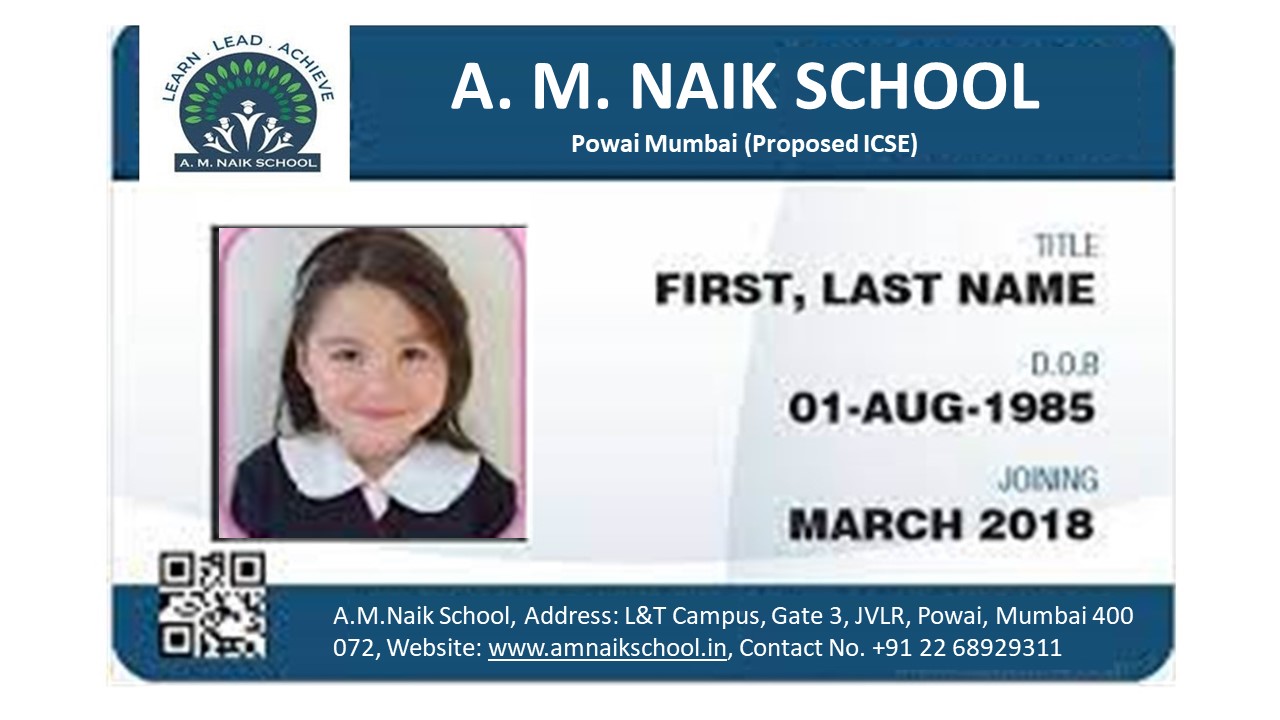 LEARN . LEAD . ACHIEVE
A. M. NAIK SCHOOL
A. M. NAIK SCHOOL
Powai Mumbai (Proposed ICSE)
TITLE
FIRST, LAST NAME
D.O.B
01-AUG-1985
JOINING
MARCH 2018
A.M.Naik School, Address: L&T Campus, Gate 3, JVLR, Powai, Mumbai 400
072, Website: www.amnaikschool.in, Contact No. +91 22 68929311